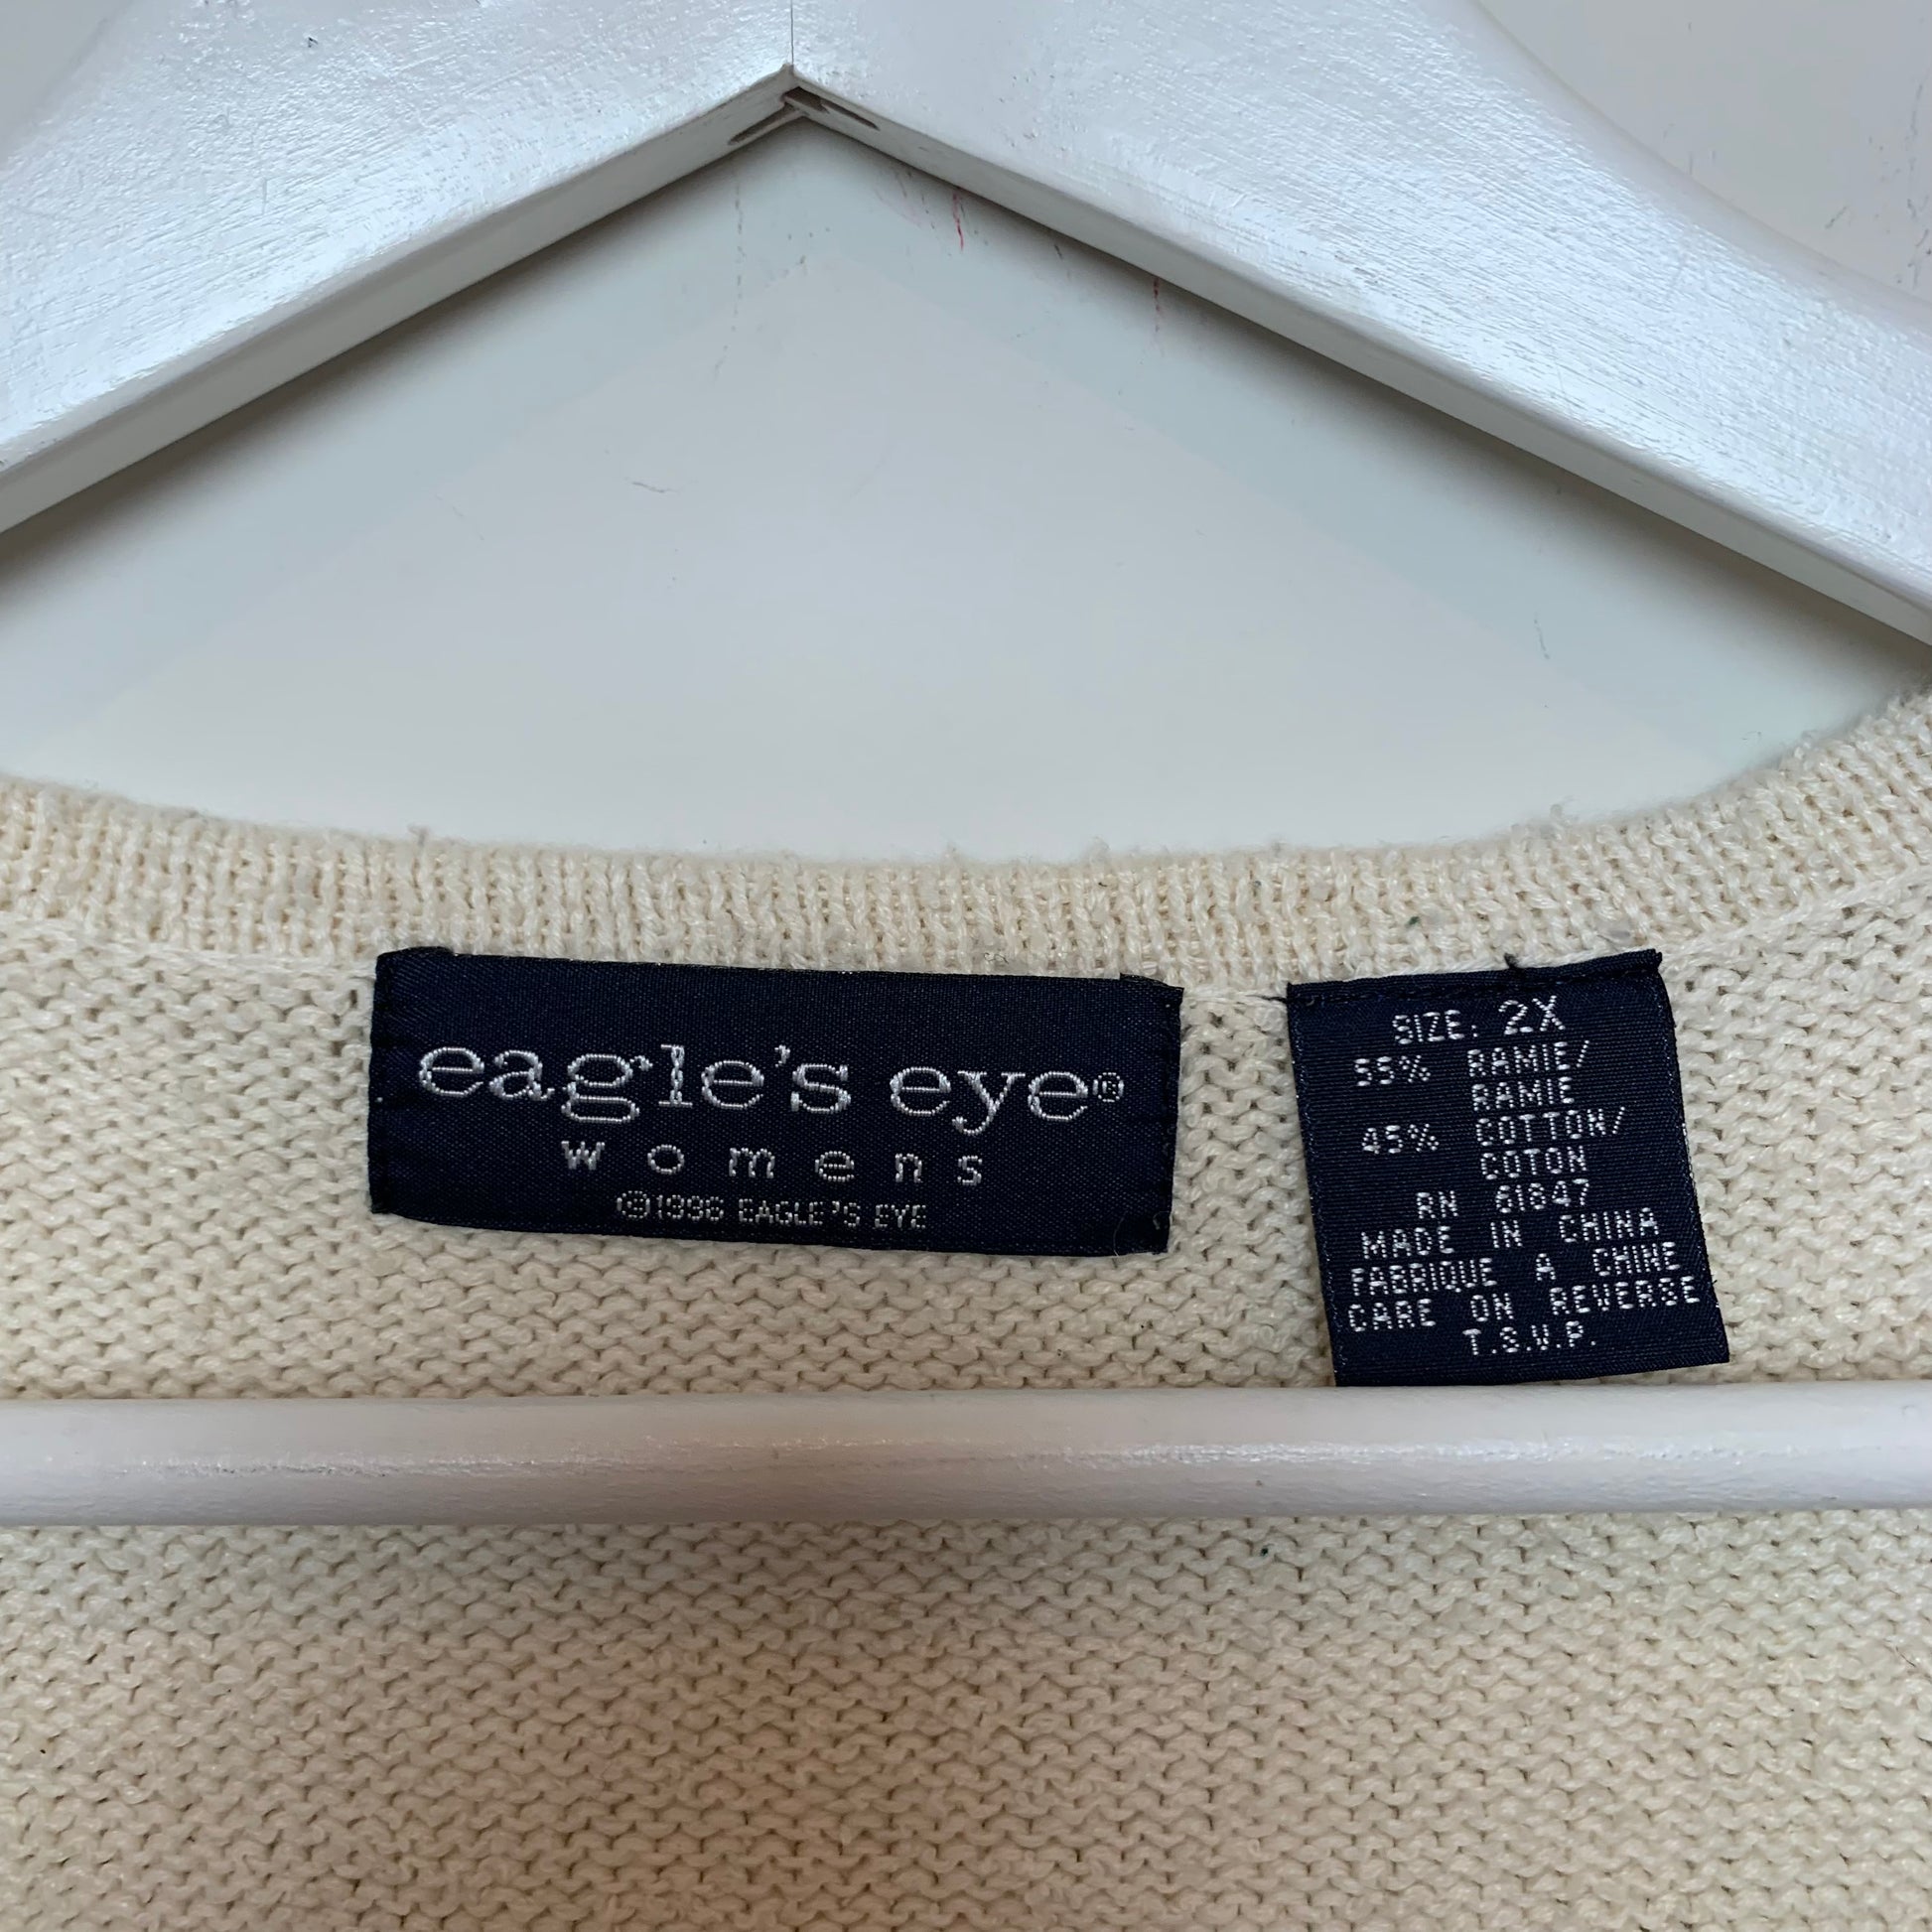 eagle's eye®
womens
©1996 EAGLE'S EYE
SIZE: 2X
55% RAMIE/
RAMIE
45% COTTON/
COTON
RN 61847
MADE IN CHINA
FABRIQUE A CHINE
CARE ON REVERSE
T.S.V.P.